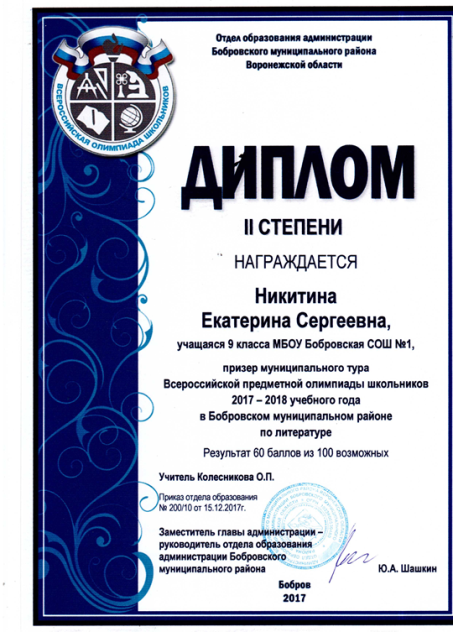 Отдел образования администрации
Бобровского муниципального района
Воронежской области
ВСЕРОССИЙСКАЯ ОЛИМПИАДА ШКОЛЬНИКОВ
ДИПЛОМ
II СТЕПЕНИ
НАГРАЖДАЕТСЯ
Никитина
Екатерина Сергеевна,
учащаяся 9 класса МБОУ Бобровская СОШ №1,
призер муниципального тура
Всероссийской предметной олимпиады школьников
2017 – 2018 учебного года
в Бобровском муниципальном районе
по литературе
Результат 60 баллов из 100 возможных
Учитель Колесникова О.П.
Приказ отдела образования
№ 200/10 от 15.12.2017г.
Заместитель главы администрации –
руководитель отдела образования
администрации Бобровского
муниципального района
Ю.А. Шашкин
Бобров
2017